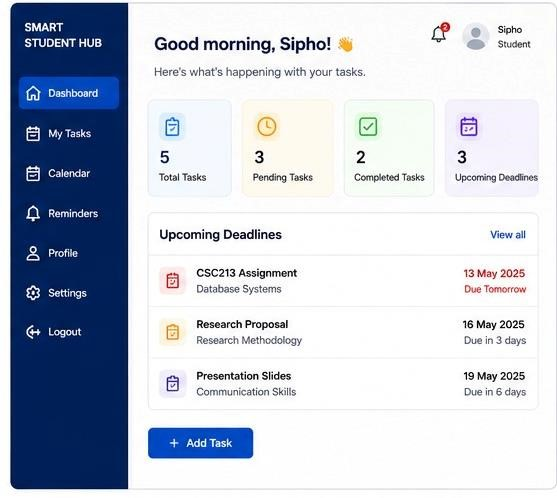 SMART
STUDENT HUB
Dashboard
My Tasks
Calendar
Reminders
Profile
Settings
Logout
Good morning, Sipho! 👋
Here's what's happening with your tasks.
2
Sipho
Student
5
Total Tasks
3
Pending Tasks
2
Completed Tasks
3
Upcoming Deadlines
Upcoming Deadlines
View all
CSC213 Assignment
13 May 2025
Database Systems
Due Tomorrow
Research Proposal
16 May 2025
Research Methodology
Due in 3 days
Presentation Slides
19 May 2025
Communication Skills
Due in 6 days
+ Add Task